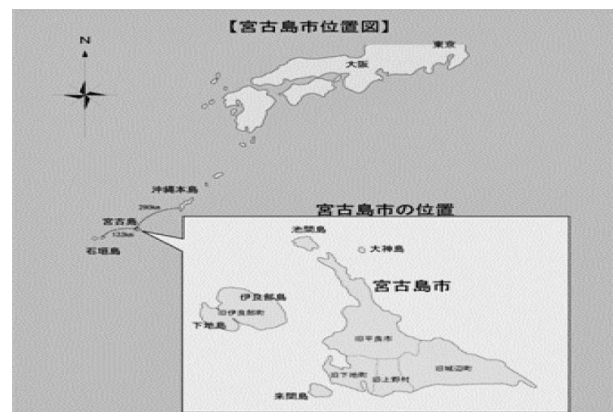 【宮古島市位置図】
N
東京
大阪
沖縄本島
290km
宮古島
133km
石垣島
宮古島市の位置
池間島
大神島
宮古島市
伊良部島
旧伊良部町
下地島
旧平良市
旧下地町
旧上野村
旧城辺町
来間島